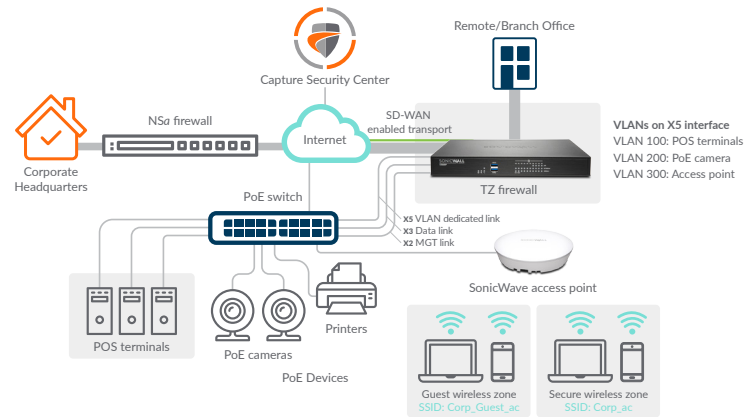 Remote/Branch Office
Capture Security Center
NSa firewall
SD-WAN
enabled transport
Internet
VLANs on X5 interface
VLAN 100: POS terminals
VLAN 200: PoE camera
VLAN 300: Access point
SONICWALL
TZ firewall
Corporate
Headquarters
PoE switch
X5 VLAN dedicated link
X3 Data link
X2 MGT link
SonicWave access point
Printers
POS terminals
PoE cameras
PoE Devices
Guest wireless zone
SSID: Corp_Guest_ac
Secure wireless zone
SSID: Corp_ac